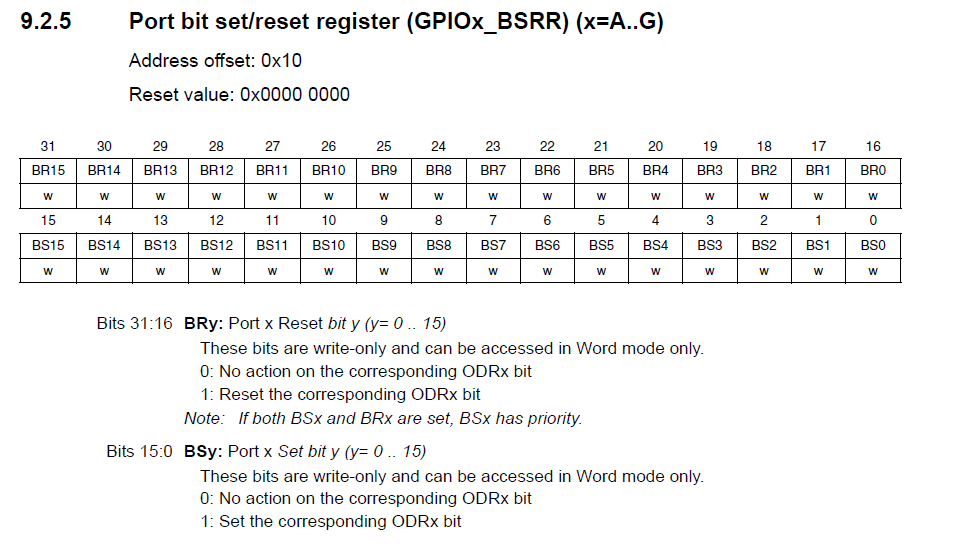 9.2.5 Port bit set/reset register (GPIOx_BSRR) (x=A..G)
Address offset: 0x10
Reset value: 0x0000 0000
31 30 29 28 27 26 25 24 23 22 21 20 19 18 17 16
BR15 BR14 BR13 BR12 BR11 BR10 BR9 BR8 BR7 BR6 BR5 BR4 BR3 BR2 BR1 BR0
w w w w w w w w w w w w w w w w
15 14 13 12 11 10 9 8 7 6 5 4 3 2 1 0
BS15 BS14 BS13 BS12 BS11 BS10 BS9 BS8 BS7 BS6 BS5 BS4 BS3 BS2 BS1 BS0
w w w w w w w w w w w w w w w w
Bits 31:16 BRy: Port x Reset bit y (y= 0 .. 15)
These bits are write-only and can be accessed in Word mode only.
0: No action on the corresponding ODRx bit
1: Reset the corresponding ODRx bit
Note: If both BSx and BRx are set, BSx has priority.
Bits 15:0 BSy: Port x Set bit y (y= 0 .. 15)
These bits are write-only and can be accessed in Word mode only.
0: No action on the corresponding ODRx bit
1: Set the corresponding ODRx bit